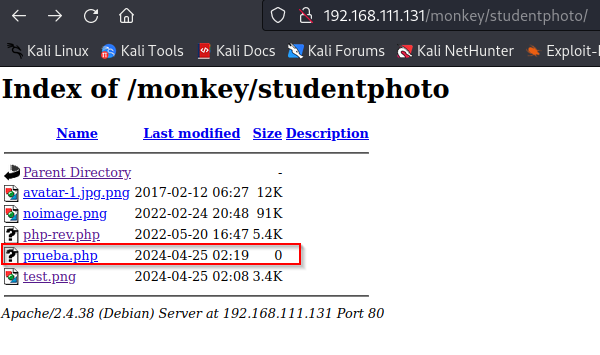 192.168.111.131/monkey/studentphoto/
Kali Linux Kali Tools Kali Docs Kali Forums Kali NetHunter Exploit-
Index of /monkey/studentphoto
Name Last modified Size Description
Parent Directory -
avatar-1.jpg.png 2017-02-12 06:27 12K
noimage.png 2022-02-24 20:48 91K
php-rev.php 2022-05-20 16:47 5.4K
prueba.php 2024-04-25 02:19 0
test.png 2024-04-25 02:08 3.4K
Apache/2.4.38 (Debian) Server at 192.168.111.131 Port 80